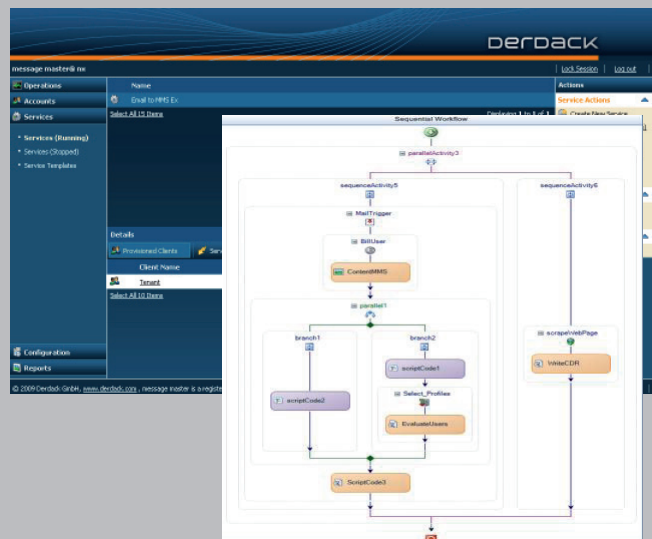 DERDACK
message master® nx
Lock Session | Log out
Operations
Accounts
Services
• Services (Running)
• Services (Stopped)
• Service Templates
Configuration
Reports
Name
Email to MMS Ex
Select All 15 Items
Displaying 1 to 1 of 1
Actions
Service Actions
Create New Service
Details
Provisioned Clients
Client Name
Tenant
Select All 10 Items
© 2009 Derdack GmbH, www.derdack.com , message master is a registe
Sequential Workflow
parallelActivity3
sequenceActivity5
sequenceActivity6
MailTrigger
BillUser
ContentMMS
parallel1
branch1
branch2
scriptCode1
scriptCode2
Select_Profiles
EvaluateUsers
scrapeWebPage
WriteCDR
ScriptCode3